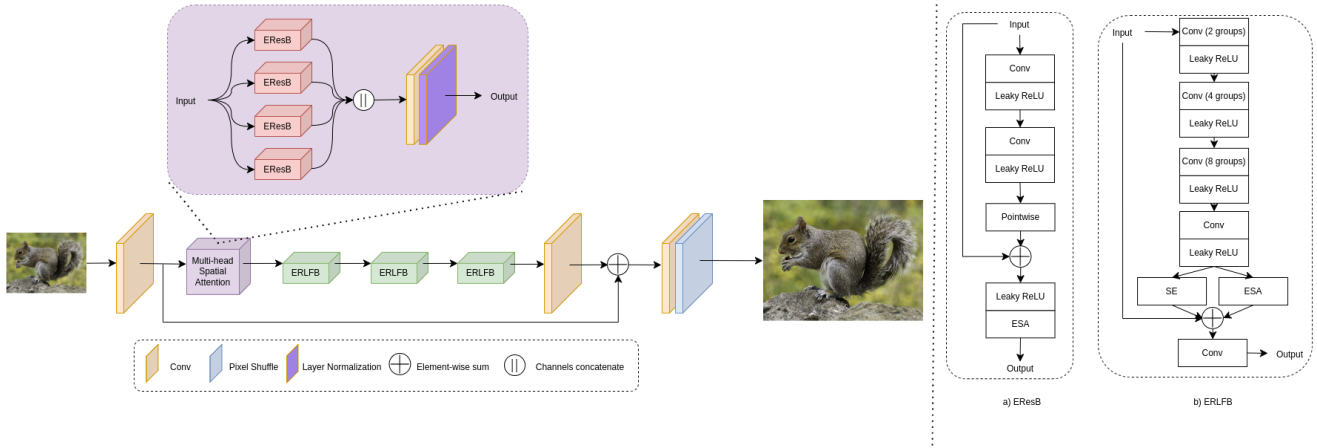 EResB
EResB
EResB
EResB
Input
Output
Multi-head
Spatial
Attention
ERLFB
ERLFB
ERLFB
Conv
Pixel Shuffle
Layer Normalization
Element-wise sum
||
Channels concatenate
Input
Conv
Leaky ReLU
Conv
Leaky ReLU
Pointwise
Leaky ReLU
ESA
Output
a) EResB
Input
Conv (2 groups)
Leaky ReLU
Conv (4 groups)
Leaky ReLU
Conv (8 groups)
Leaky ReLU
Conv
Leaky ReLU
SE
ESA
Conv
Output
b) ERLFB